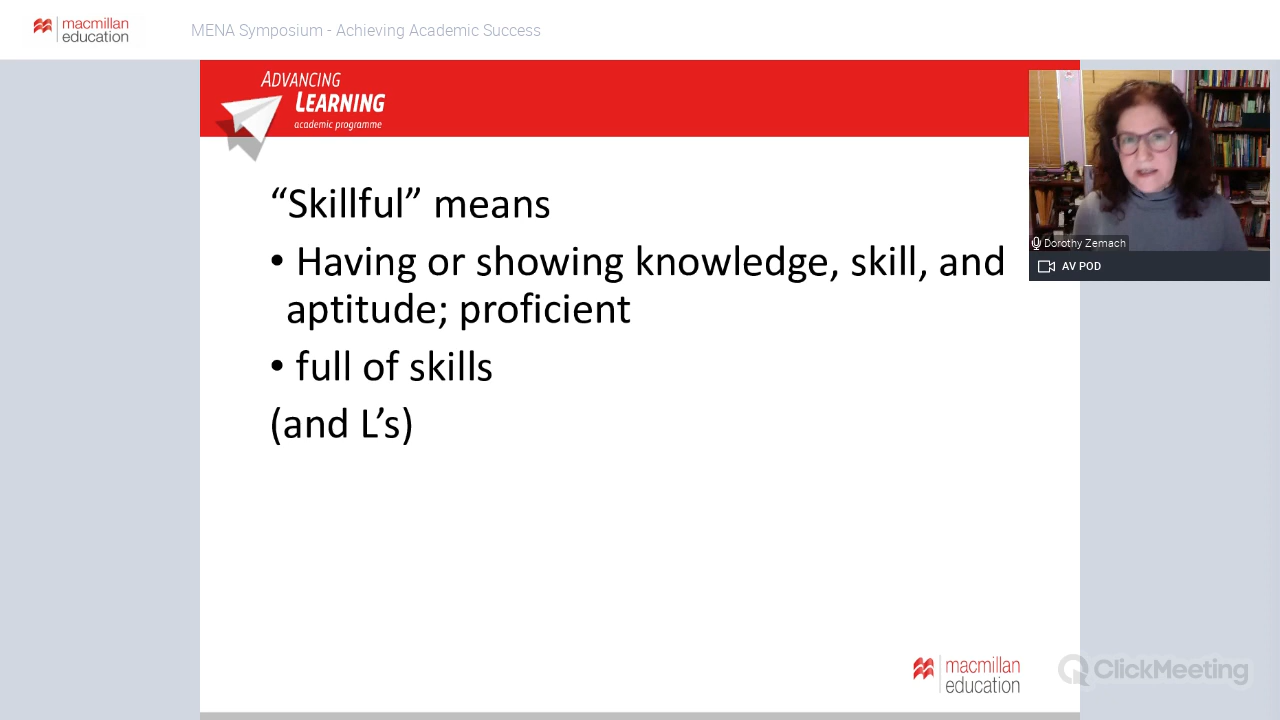 macmillan
education
MENA Symposium - Achieving Academic Success
ADVANCING
LEARNING
academic programme
“Skillful” means
• Having or showing knowledge, skill, and
aptitude; proficient
• full of skills
(and L’s)
Dorothy Zemach
AV POD
macmillan
education
ClickMeeting